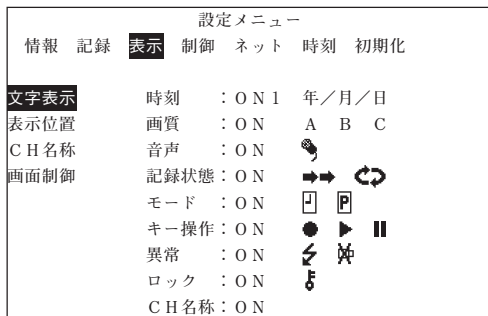 設定メニュー
情報 記録 表示 制御 ネット 時刻 初期化
文字表示 時刻 :ON1 年/月/日
表示位置 画質 :ON A B C
CH名称 音声 :ON
画面制御 記録状態:ON
モード :ON P
キー操作:ON
異常 :ON
ロック :ON
CH名称:ON